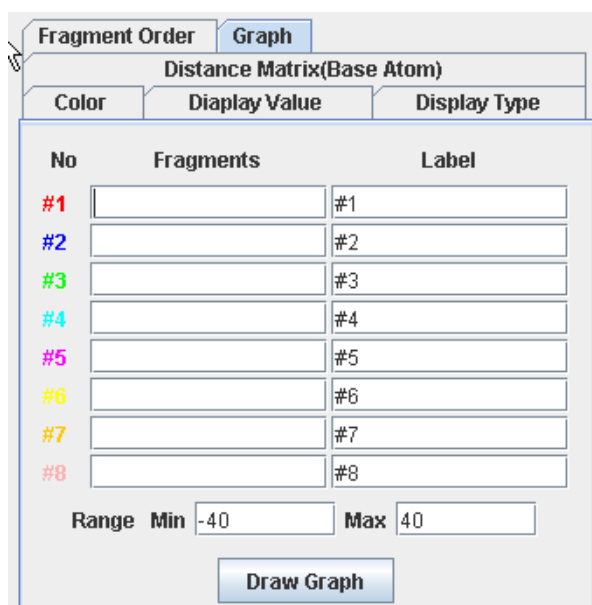 Fragment Order Graph
Distance Matrix(Base Atom)
Color Diaplay Value Display Type
No Fragments Label
#1 #1
#2 #2
#3 #3
#4 #4
#5 #5
#6 #6
#7 #7
#8 #8
Range Min -40 Max 40
Draw Graph